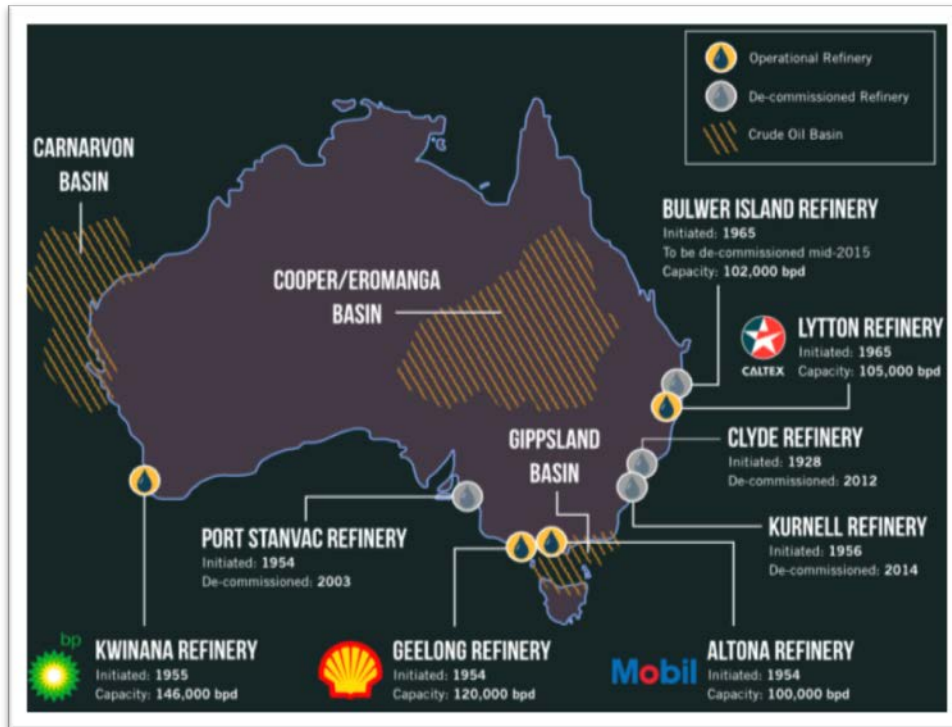 Operational Refinery
De-commissioned Refinery
Crude Oil Basin
CARNARVON
BASIN
COOPER/EROMANGA
BASIN
GIPPSLAND
BASIN
BULWER ISLAND REFINERY
Initiated: 1965
To be de-commissioned mid-2015
Capacity: 102,000 bpd
CALTEX
LYTTON REFINERY
Initiated: 1965
Capacity: 105,000 bpd
CLYDE REFINERY
Initiated: 1928
De-commissioned: 2012
KURNELL REFINERY
Initiated: 1956
De-commissioned: 2014
PORT STANVAC REFINERY
Initiated: 1954
De-commissioned: 2003
bp
KWINANA REFINERY
Initiated: 1955
Capacity: 146,000 bpd
GEELONG REFINERY
Initiated: 1954
Capacity: 120,000 bpd
Mobil
ALTONA REFINERY
Initiated: 1954
Capacity: 100,000 bpd